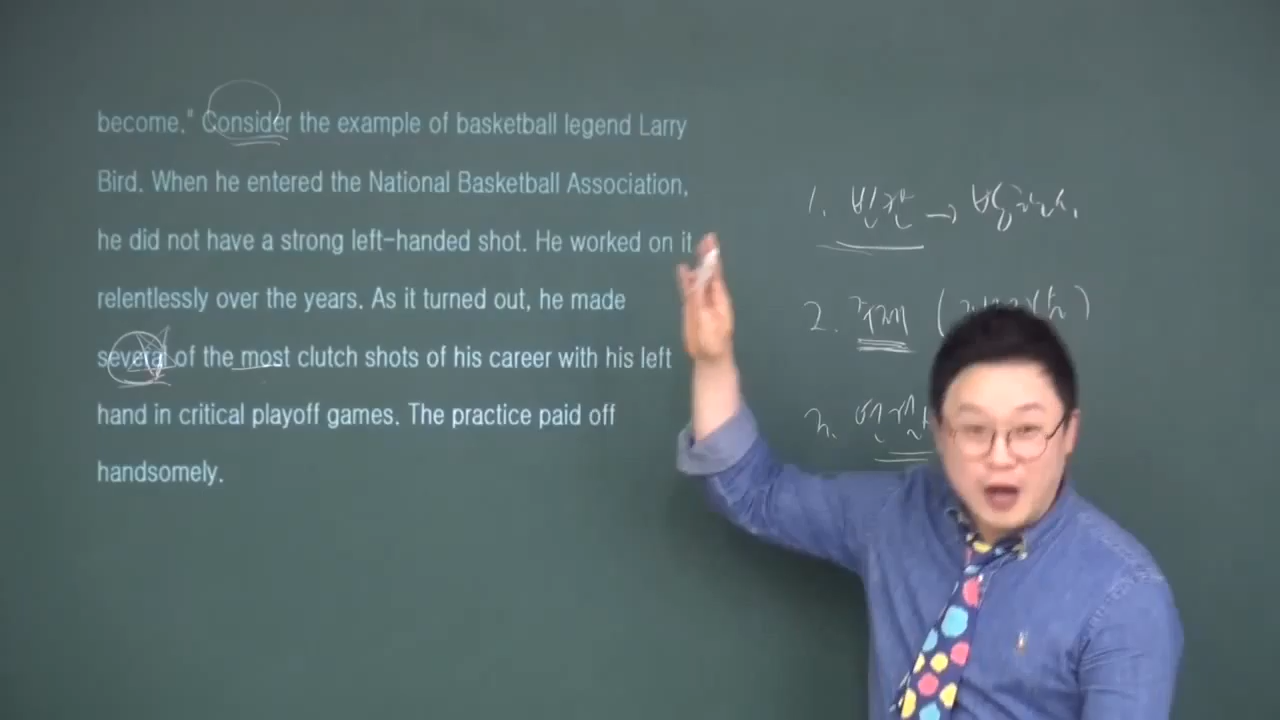 become." Consider the example of basketball legend Larry
Bird. When he entered the National Basketball Association,
he did not have a strong left-handed shot. He worked on it
relentlessly over the years. As it turned out, he made
several of the most clutch shots of his career with his left
hand in critical playoff games. The practice paid off
handsomely.
1. 빈칸 →
2. 주제 (
3.